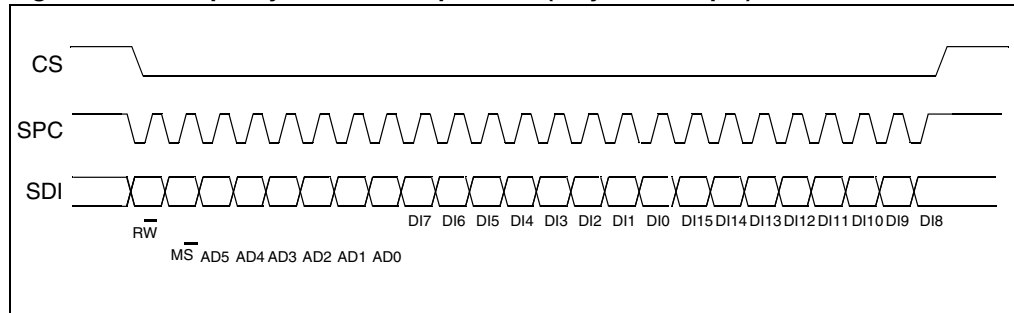 CS
SPC
SDI
DI7 DI6 DI5 DI4 DI3 DI2 DI1 DI0 DI15 DI14 DI13 DI12 DI11 DI10 DI9 DI8
RW
MS AD5 AD4 AD3 AD2 AD1 AD0